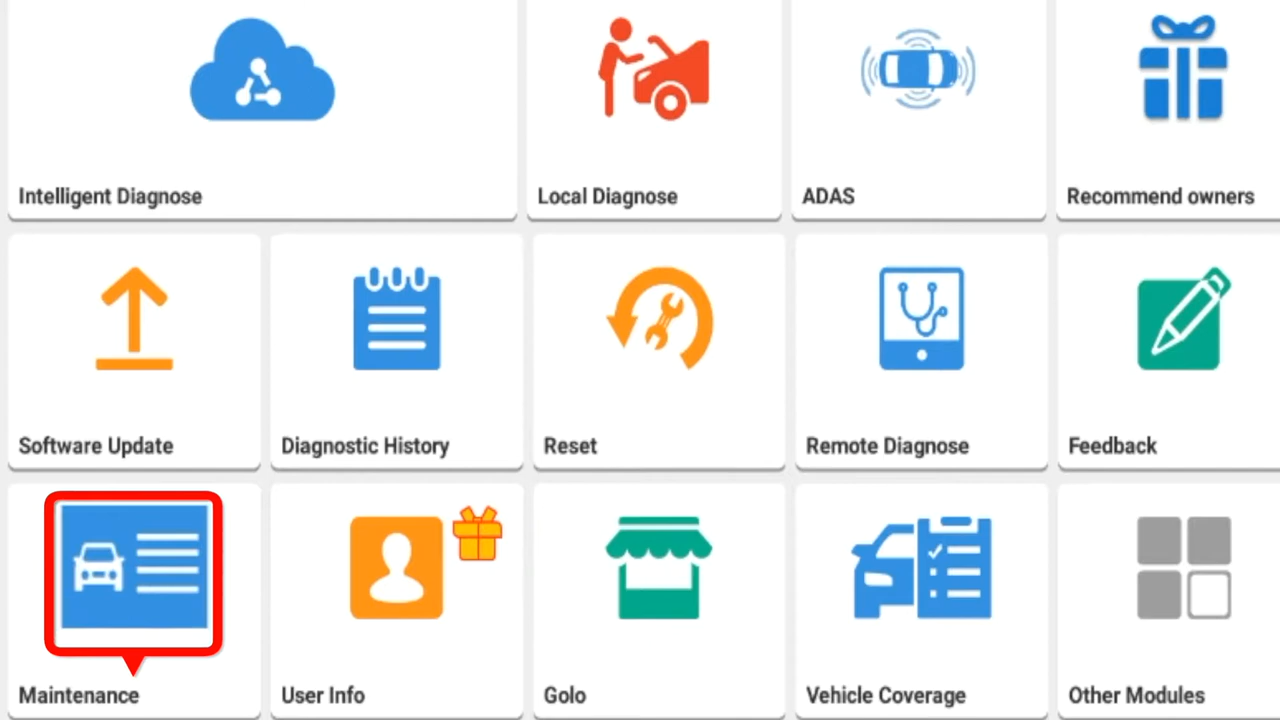 Intelligent Diagnose
Local Diagnose
ADAS
Recommend owners
Software Update
Diagnostic History
Reset
Remote Diagnose
Feedback
Maintenance
User Info
Golo
Vehicle Coverage
Other Modules